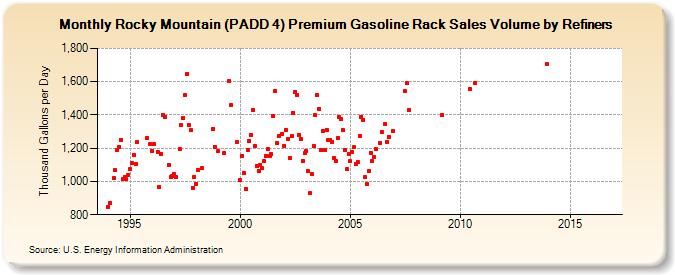 Monthly Rocky Mountain (PADD 4) Premium Gasoline Rack Sales Volume by Refiners
Thousand Gallons per Day
1,800
1,600
1,400
1,200
1,000
800
1995 2000 2005 2010 2015
Source: U.S. Energy Information Administration